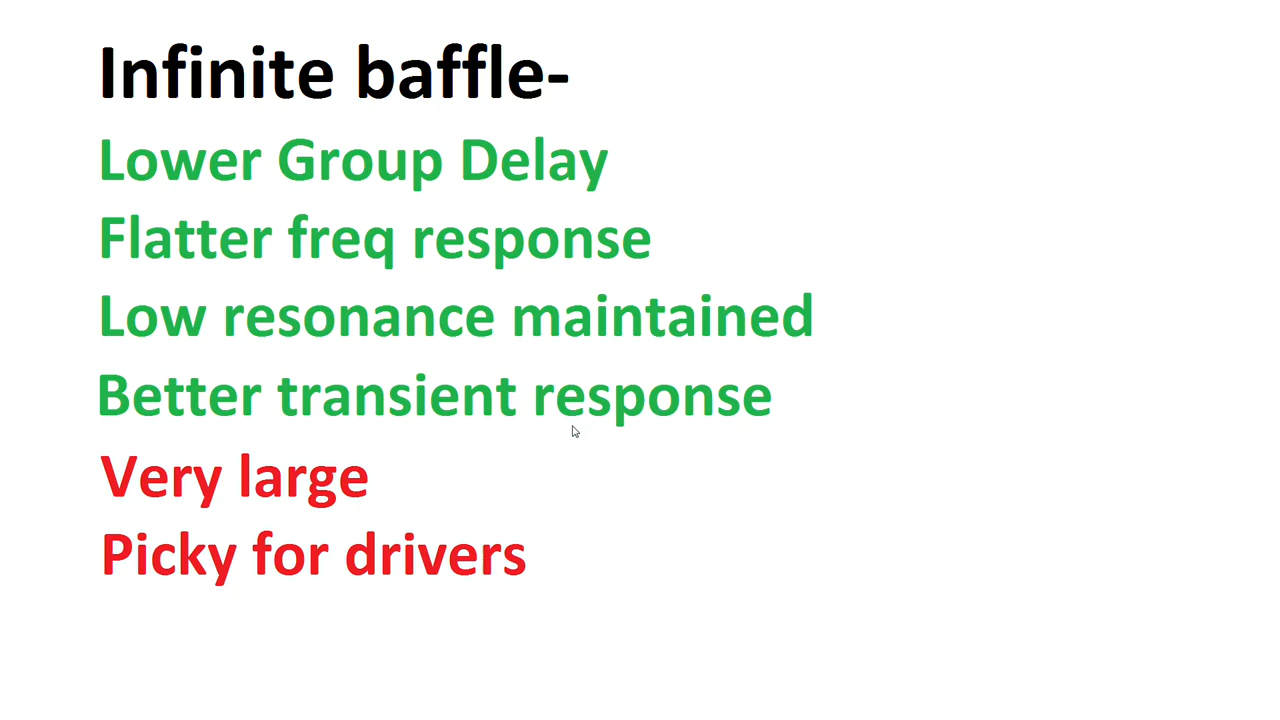 Infinite baffle-
Lower Group Delay
Flatter freq response
Low resonance maintained
Better transient response
Very large
Picky for drivers